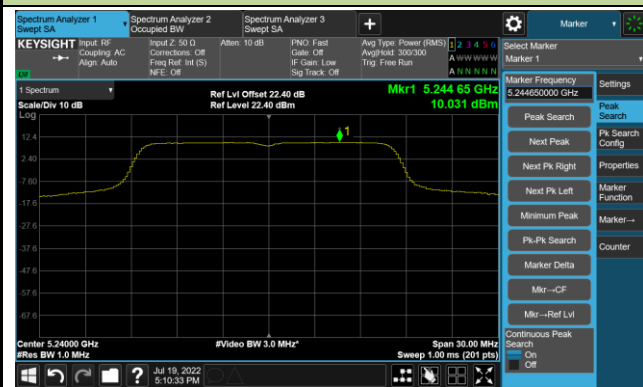 Spectrum Analyzer 1
Swept SA
Spectrum Analyzer 2
Occupied BW
Spectrum Analyzer 3
Swept SA
Marker
KEYSIGHT
Input: RF
Coupling: AC
Align: Auto
Input Z: 50 Ω
Corrections: Off
Freq Ref: Int (S)
NFE: Off
Atten: 10 dB
PNO: Fast
Gate: Off
IF Gain: Low
Sig Track: Off
Avg Type: Power (RMS)
Avg|Hold: 300/300
Trig: Free Run
1 2 3 4 5 6
A W W W W W
A N N N N N
Select Marker
Marker 1
1 Spectrum
Scale/Div 10 dB
Log
Ref Lvl Offset 22.40 dB
Ref Level 22.40 dBm
Mkr1 5.244 65 GHz
10.031 dBm
12.4
2.40
-7.60
-17.6
-27.6
-37.6
-47.6
-57.6
-67.6
1
Center 5.24000 GHz
#Res BW 1.0 MHz
#Video BW 3.0 MHz*
Span 30.00 MHz
Sweep 1.00 ms (201 pts)
Marker Frequency
5.244650000 GHz
Peak Search
Next Peak
Next Pk Right
Next Pk Left
Minimum Peak
Pk-Pk Search
Marker Delta
Mkr→CF
Mkr→Ref Lvl
Continuous Peak
Search
On
Off
Settings
Peak
Search
Pk Search
Config
Properties
Marker
Function
Marker→
Counter
Jul 19, 2022
5:10:33 PM